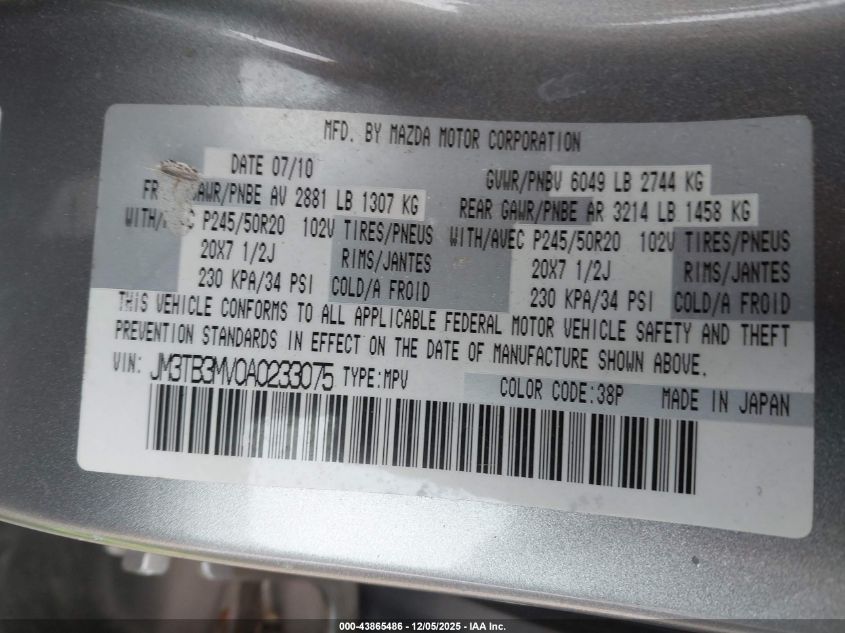 MFD. BY MAZDA MOTOR CORPORATION
DATE 07/10 GVWR/PNBV 6049 LB 2744 KG
FR GAWR/PNBE AV 2881 LB 1307 KG REAR GAWR/PNBE AR 3214 LB 1458 KG
WITH/AVEC P245/50R20 102V TIRES/PNEUS WITH/AVEC P245/50R20 102V TIRES/PNEUS
20X7 1/2J RIMS/JANTES 20X7 1/2J RIMS/JANTES
230 KPA/34 PSI COLD/A FROID 230 KPA/34 PSI COLD/A FROID
THIS VEHICLE CONFORMS TO ALL APPLICABLE FEDERAL MOTOR VEHICLE SAFETY AND THEFT
PREVENTION STANDARDS IN EFFECT ON THE DATE OF MANUFACTURE SHOWN ABOVE.
VIN: JM3TB3MV0A0233075 TYPE:MPV COLOR CODE:38P MADE IN JAPAN
000-43865486 - 12/05/2025 - IAA Inc.